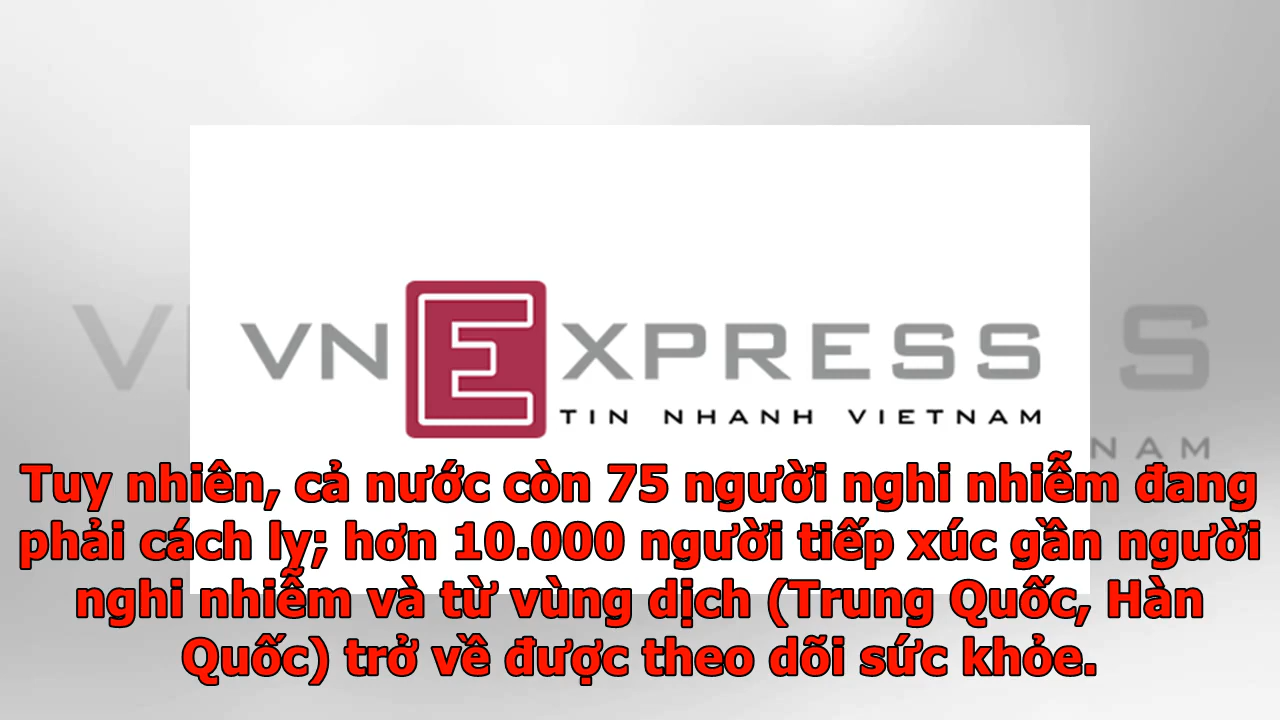 VNEXPRESS
TIN NHANH VIETNAM
V S
NAM
Tuy nhiên, cả nước còn 75 người nghi nhiễm đang
phải cách ly; hơn 10.000 người tiếp xúc gần người
nghi nhiễm và từ vùng dịch (Trung Quốc, Hàn
Quốc) trở về được theo dõi sức khỏe.